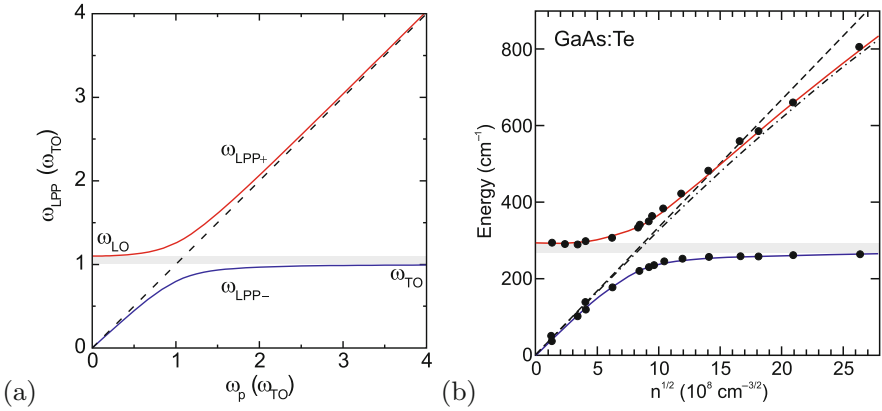 4
3
2
1
0
0 1 2 3 4
ω_LPP (ω_TO)
ω_p (ω_TO)
ω_LPP+
ω_LO
ω_TO
ω_LPP−
(a)
GaAs:Te
800
600
400
200
0
0 5 10 15 20 25
Energy (cm⁻¹)
n^1/2 (10⁸ cm^−3/2)
(b)